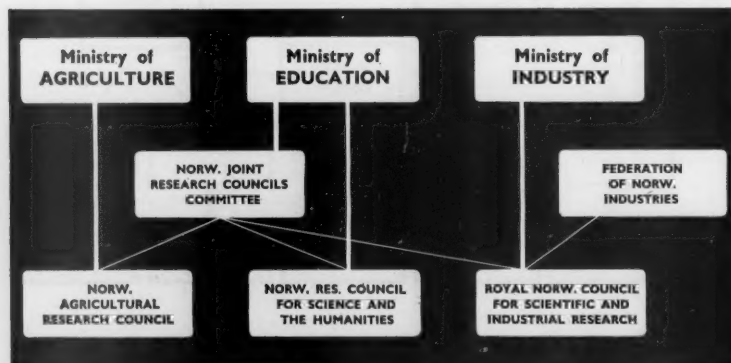 Ministry of
AGRICULTURE
Ministry of
EDUCATION
Ministry of
INDUSTRY
NORW. JOINT
RESEARCH COUNCILS
COMMITTEE
FEDERATION
OF NORW.
INDUSTRIES
NORW.
AGRICULTURAL
RESEARCH COUNCIL
NORW. RES. COUNCIL
FOR SCIENCE AND
THE HUMANITIES
ROYAL NORW. COUNCIL
FOR SCIENTIFIC AND
INDUSTRIAL RESEARCH